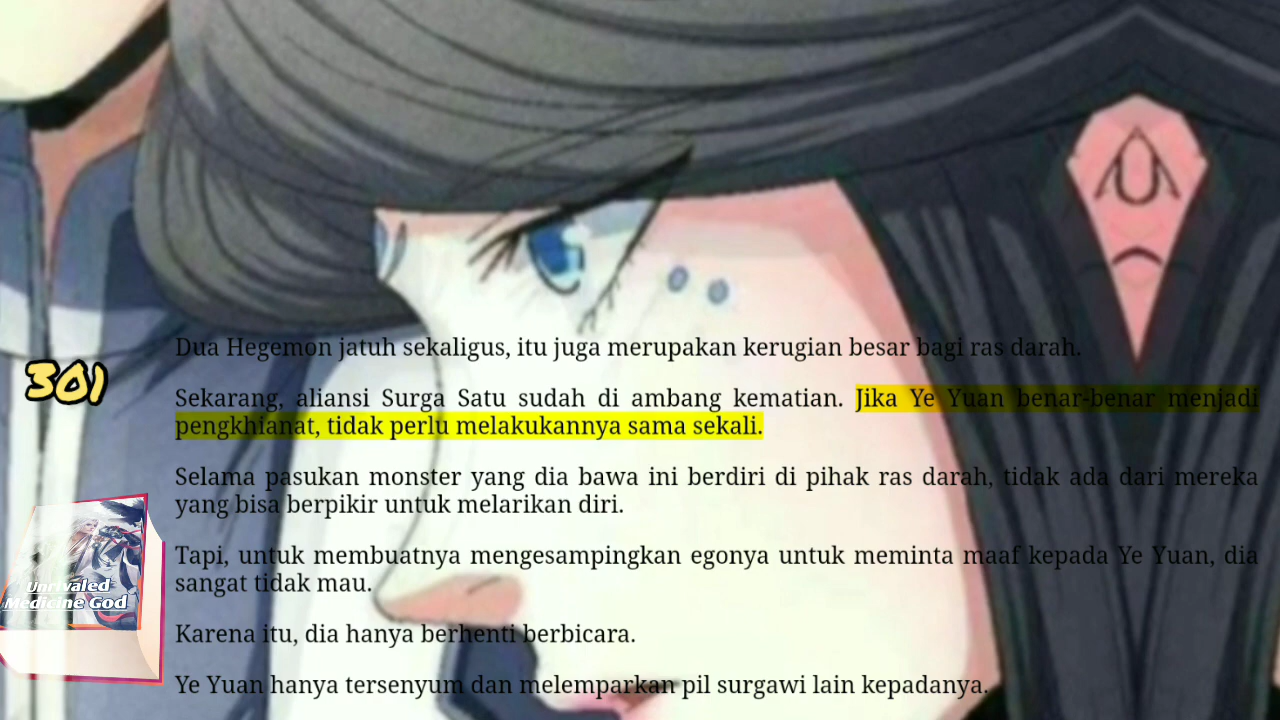 Dua Hegemon jatuh sekaligus, itu juga merupakan kerugian besar bagi ras darah.
Sekarang, aliansi Surga Satu sudah di ambang kematian. Jika Ye Yuan benar-benar menjadi
pengkhianat, tidak perlu melakukannya sama sekali.
301
Selama pasukan monster yang dia bawa ini berdiri di pihak ras darah, tidak ada dari mereka
yang bisa berpikir untuk melarikan diri.
Tapi, untuk membuatnya mengesampingkan egonya untuk meminta maaf kepada Ye Yuan, dia
sangat tidak mau.
Unrivaled
Medicine God
Karena itu, dia hanya berhenti berbicara.
Ye Yuan hanya tersenyum dan melemparkan pil surgawi lain kepadanya.